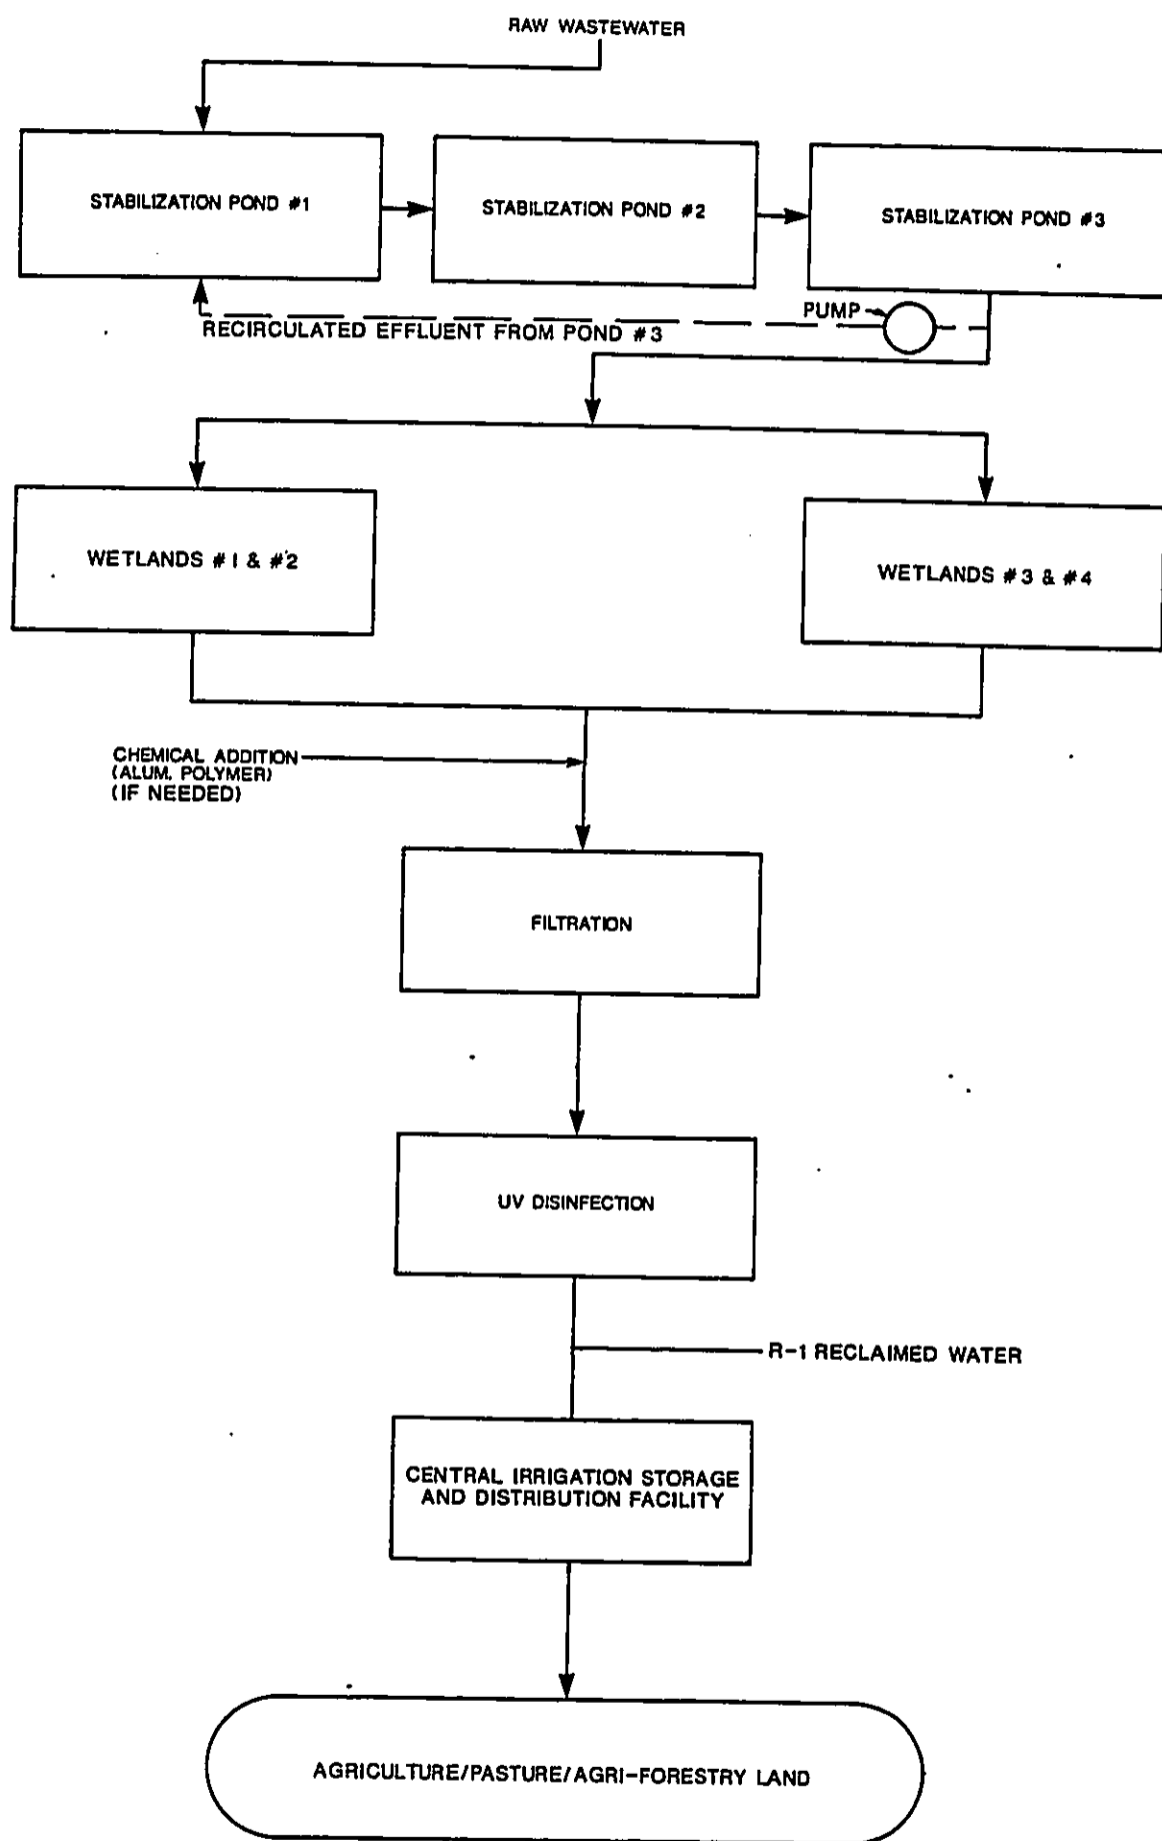 RAW WASTEWATER
STABILIZATION POND #1
STABILIZATION POND #2
STABILIZATION POND #3
PUMP
RECIRCULATED EFFLUENT FROM POND #3
WETLANDS #1 & #2
WETLANDS #3 & #4
CHEMICAL ADDITION
(ALUM. POLYMER)
(IF NEEDED)
FILTRATION
UV DISINFECTION
R-1 RECLAIMED WATER
CENTRAL IRRIGATION STORAGE
AND DISTRIBUTION FACILITY
AGRICULTURE/PASTURE/AGRI-FORESTRY LAND